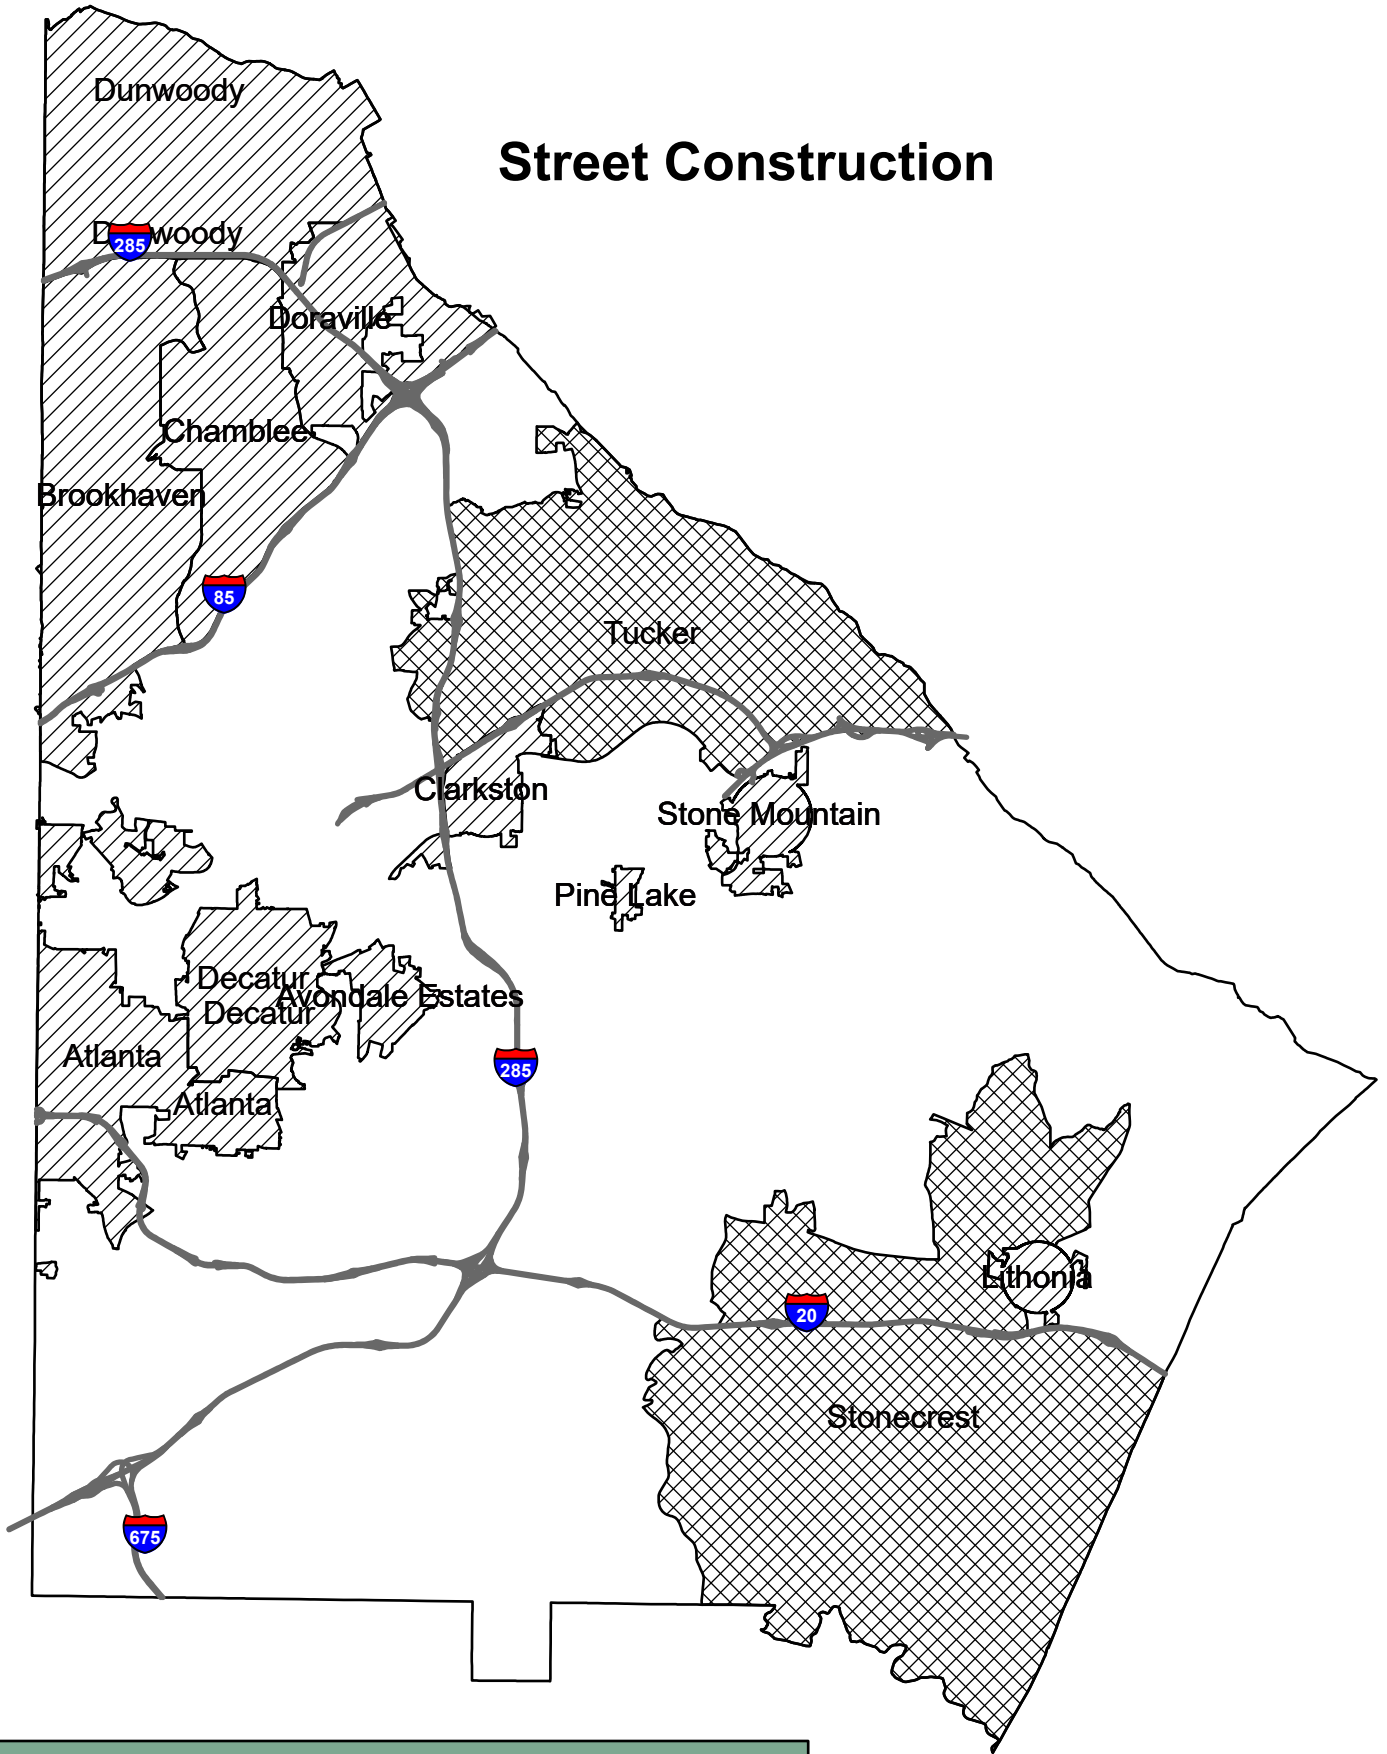 Dunwoody
Street Construction
Dunwoody
285
Doraville
Chamblee
Brookhaven
85
Tucker
Clarkston
Stone Mountain
Pine Lake
Decatur
Avondale Estates
Decatur
Atlanta
285
Atlanta
Lithonia
20
Stonecrest
675